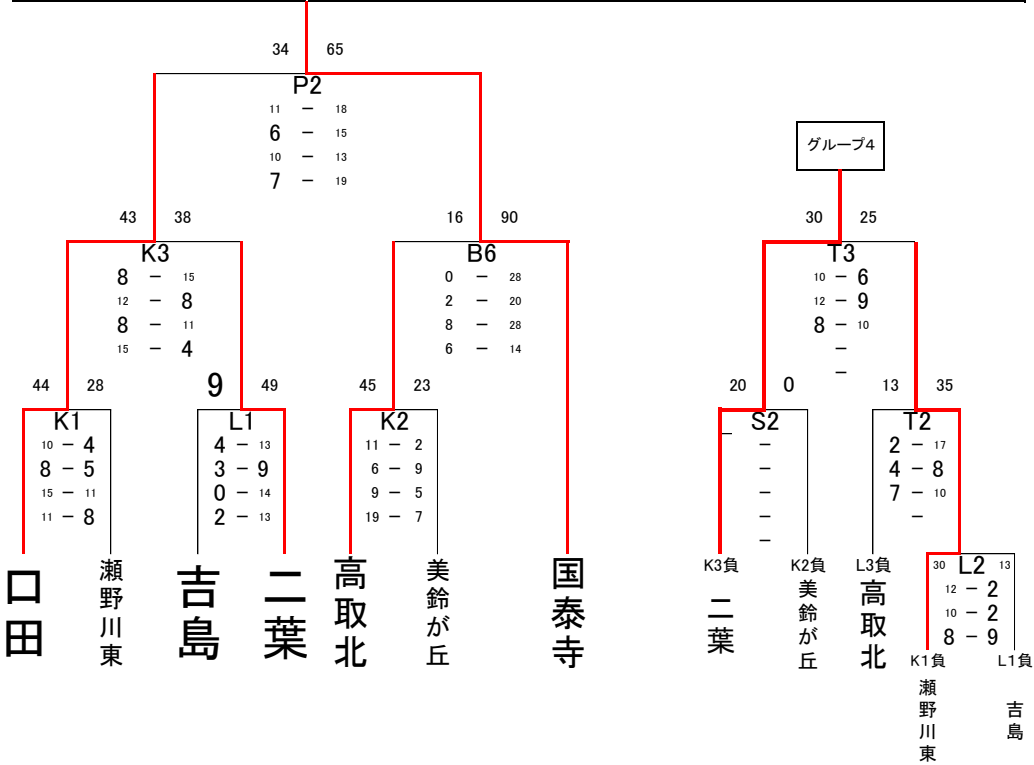 34 65
P2
11 － 18
6 － 15
10 － 13
7 － 19
グループ4
43 38
K3
8 － 15
12 － 8
8 － 11
15 － 4
16 90
B6
0 － 28
2 － 20
8 － 28
6 － 14
30 25
T3
10 － 6
12 － 9
8 － 10
－
－
44 28
K1
10 － 4
8 － 5
15 － 11
11 － 8
9 49
L1
4 － 13
3 － 9
0 － 14
2 － 13
45 23
K2
11 － 2
6 － 9
9 － 5
19 － 7
20 0
S2
－
－
－
－
－
13 35
T2
2 － 17
4 － 8
7 － 10
－
口田
瀬野川東
吉島
二葉
高取北
美鈴が丘
国泰寺
K3負
二葉
K2負
美鈴が丘
L3負
高取北
30 L2 13
12 － 2
10 － 2
8 － 9
K1負
瀬野川東
L1負
吉島